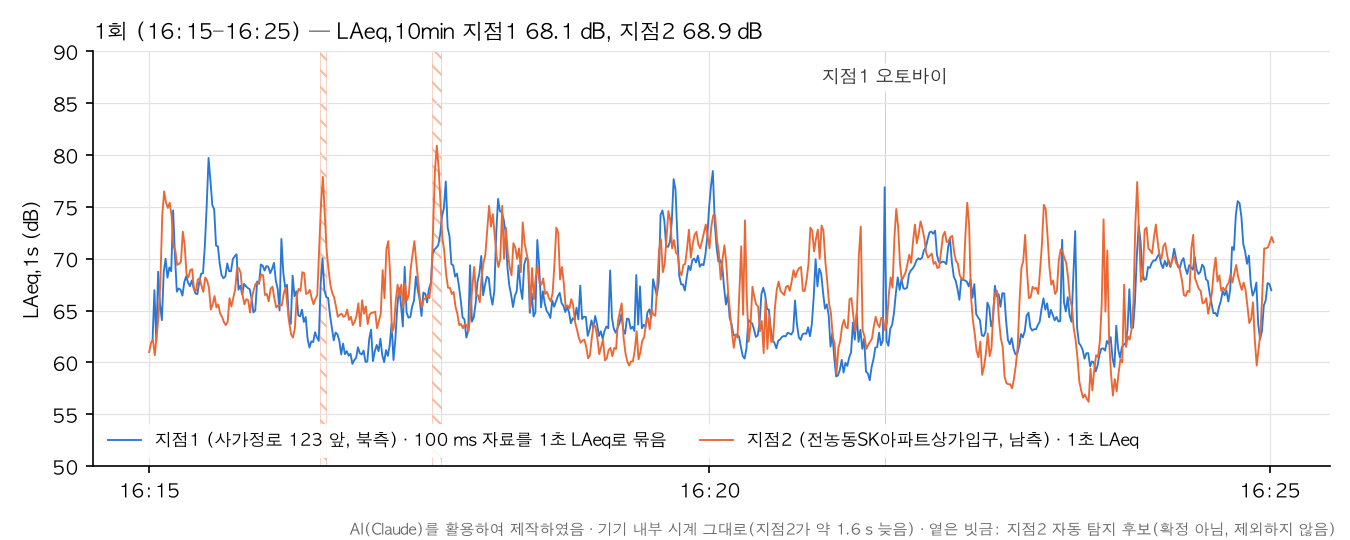 1회 (16:15–16:25) — LAeq,10min 지점1 68.1 dB, 지점2 68.9 dB
지점1 오토바이
LAeq,1s (dB)
90
85
80
75
70
65
60
55
50
지점1 (사가정로 123 앞, 북측) · 100 ms 자료를 1초 LAeq로 묶음
지점2 (전농동SK아파트상가입구, 남측) · 1초 LAeq
16:15
16:20
16:25
AI(Claude)를 활용하여 제작하였음 · 기기 내부 시계 그대로(지점2가 약 1.6 s 늦음) · 옅은 빗금: 지점2 자동 탐지 후보(확정 아님, 제외하지 않음)